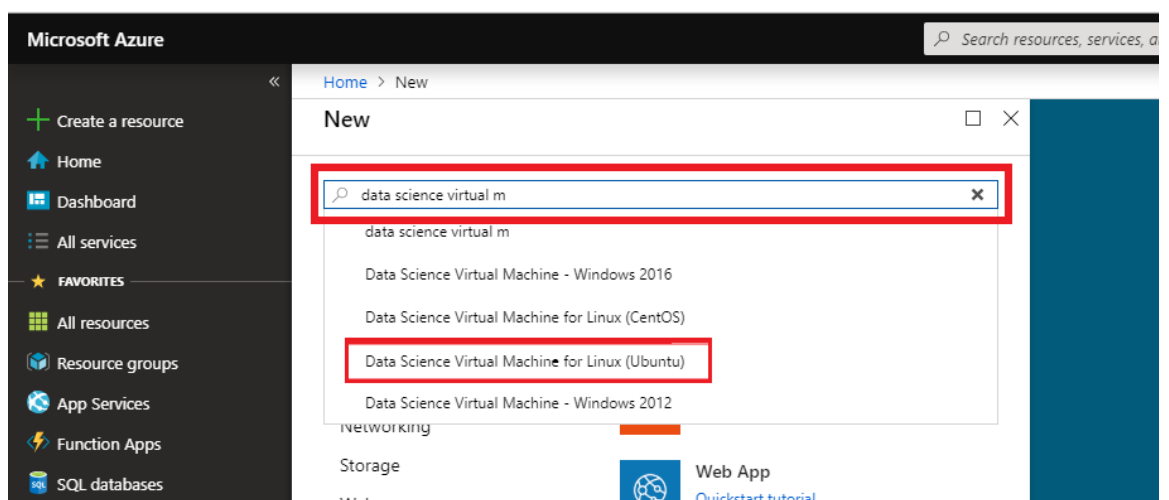 Microsoft Azure
Search resources, services, a
«
Home > New
Create a resource
Home
Dashboard
All services
FAVORITES
All resources
Resource groups
App Services
Function Apps
SQL databases
New
data science virtual m
data science virtual m
Data Science Virtual Machine - Windows 2016
Data Science Virtual Machine for Linux (CentOS)
Data Science Virtual Machine for Linux (Ubuntu)
Data Science Virtual Machine - Windows 2012
Networking
Storage
Web App
Quickstart tutorial